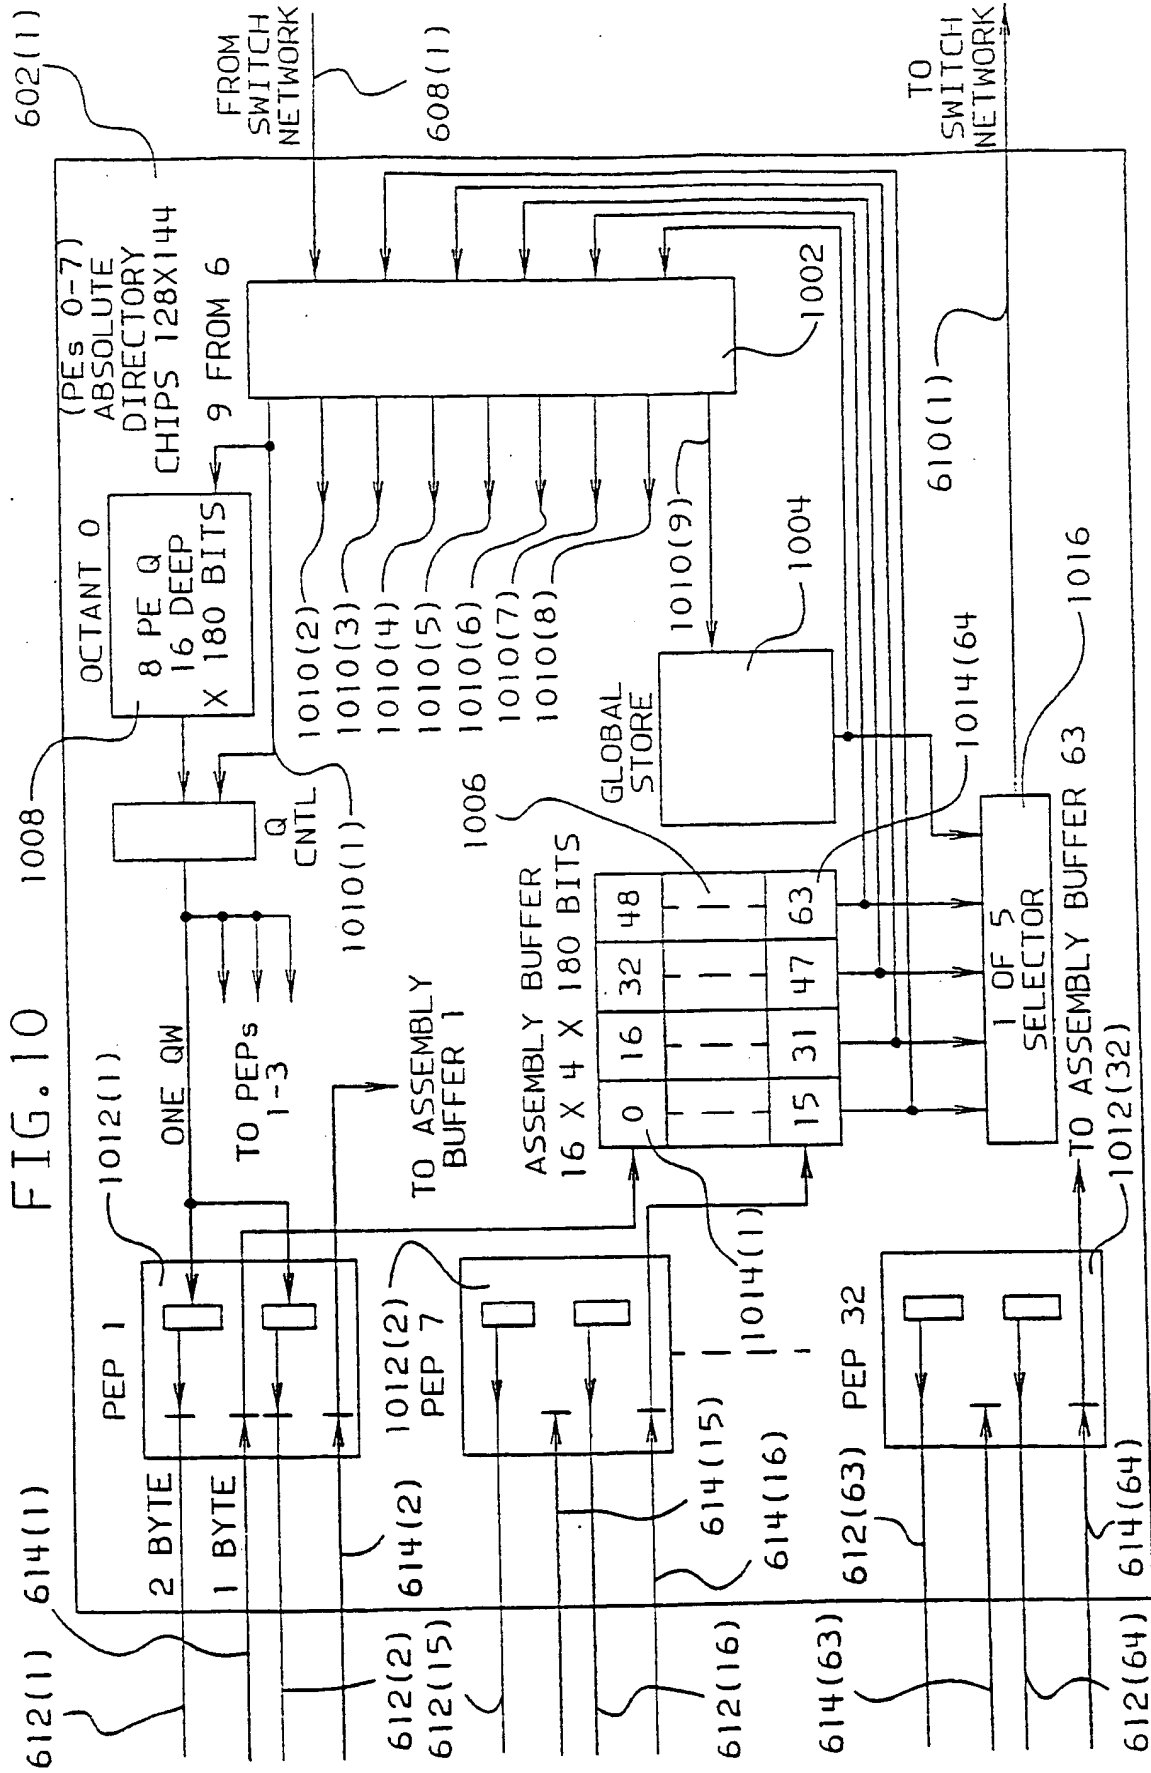 FIG.10
602(1)
(PEs 0-7)
ABSOLUTE
DIRECTORY
CHIPS 128X144
FROM
SWITCH
NETWORK
608(1)
9 FROM 6
1002
OCTANT 0
8 PE Q
16 DEEP
X 180 BITS
1008
Q
CNTL
1010(1)
1010(2)
1010(3)
1010(4)
1010(5)
1010(6)
1010(7)
1010(8)
1010(9)
GLOBAL
STORE
1004
ONE QW
TO PEPs
1-3
1012(1)
PEP 1
2 BYTE
1 BYTE
614(1)
612(1)
614(2)
612(2)
TO ASSEMBLY
BUFFER 1
ASSEMBLY BUFFER
16 X 4 X 180 BITS
1006
0 16 32 48
15 31 47 63
1014(1)
1014(64)
1012(2)
PEP 7
612(15)
614(15)
614(16)
612(16)
1 OF 5
SELECTOR
1016
610(1)
TO
SWITCH
NETWORK
TO ASSEMBLY BUFFER 63
1012(32)
PEP 32
612(63)
614(63)
614(64)
612(64)